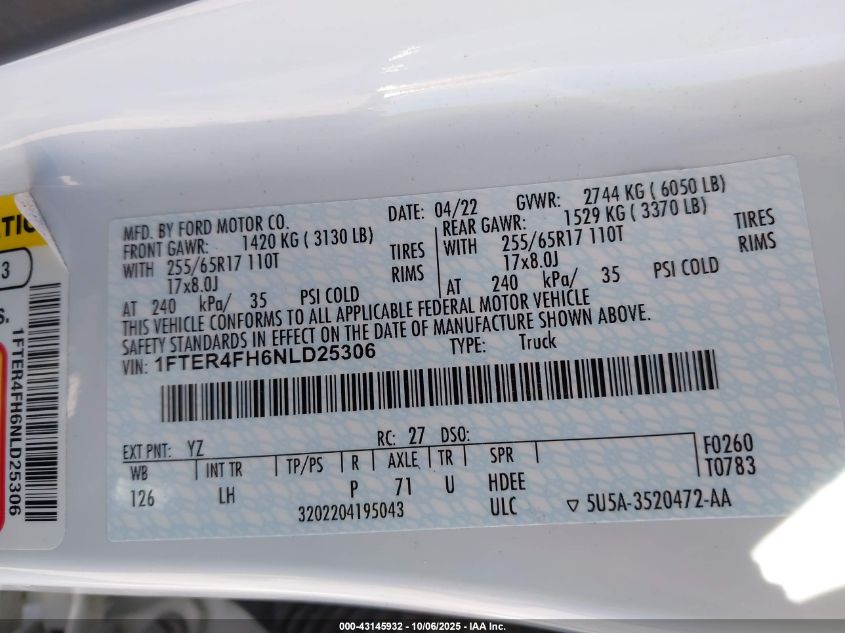 MFD. BY FORD MOTOR CO.
DATE: 04/22 GVWR: 2744 KG ( 6050 LB)
FRONT GAWR: 1420 KG ( 3130 LB)
WITH 255/65R17 110T TIRES
17x8.0J RIMS
AT 240 kPa/ 35 PSI COLD
REAR GAWR: 1529 KG ( 3370 LB)
WITH 255/65R17 110T TIRES
17x8.0J RIMS
AT 240 kPa/ 35 PSI COLD
THIS VEHICLE CONFORMS TO ALL APPLICABLE FEDERAL MOTOR VEHICLE
SAFETY STANDARDS IN EFFECT ON THE DATE OF MANUFACTURE SHOWN ABOVE.
VIN: 1FTER4FH6NLD25306 TYPE: Truck
EXT PNT: YZ RC: 27 DSO:
WB INT TR TP/PS R AXLE TR SPR F0260
126 LH P 71 U HDEE T0783
3202204195043 ULC 5U5A-3520472-AA
3
S.
1FTER4FH6NLD25306
000-43145932 - 10/06/2025 - IAA Inc.